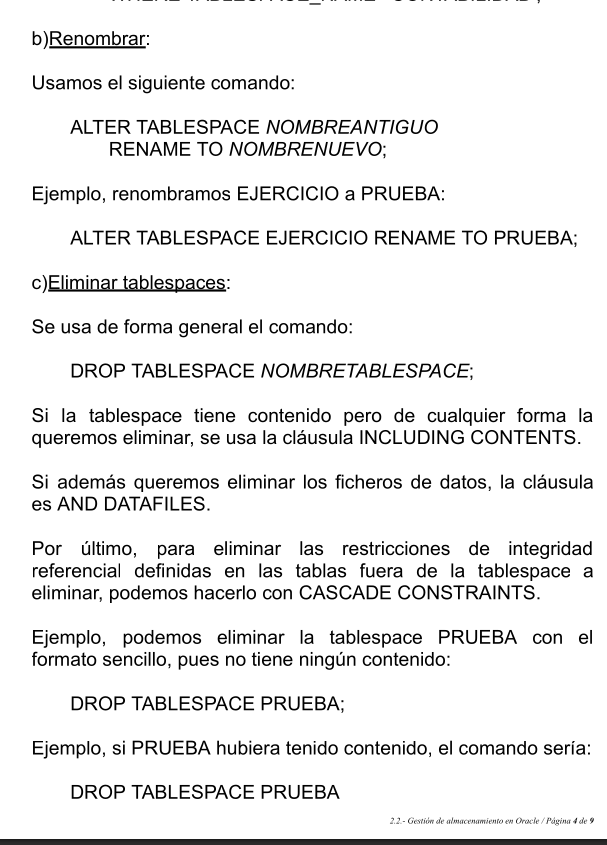 b)Renombrar:
Usamos el siguiente comando:
ALTER TABLESPACE NOMBREANTIGUO
RENAME TO NOMBRENUEVO;
Ejemplo, renombramos EJERCICIO a PRUEBA:
ALTER TABLESPACE EJERCICIO RENAME TO PRUEBA;
c)Eliminar tablespaces:
Se usa de forma general el comando:
DROP TABLESPACE NOMBRETABLESPACE;
Si la tablespace tiene contenido pero de cualquier forma la
queremos eliminar, se usa la cláusula INCLUDING CONTENTS.
Si además queremos eliminar los ficheros de datos, la cláusula
es AND DATAFILES.
Por último, para eliminar las restricciones de integridad
referencial definidas en las tablas fuera de la tablespace a
eliminar, podemos hacerlo con CASCADE CONSTRAINTS.
Ejemplo, podemos eliminar la tablespace PRUEBA con el
formato sencillo, pues no tiene ningún contenido:
DROP TABLESPACE PRUEBA;
Ejemplo, si PRUEBA hubiera tenido contenido, el comando sería:
DROP TABLESPACE PRUEBA
2.2.- Gestión de almacenamiento en Oracle / Página 4 de 9